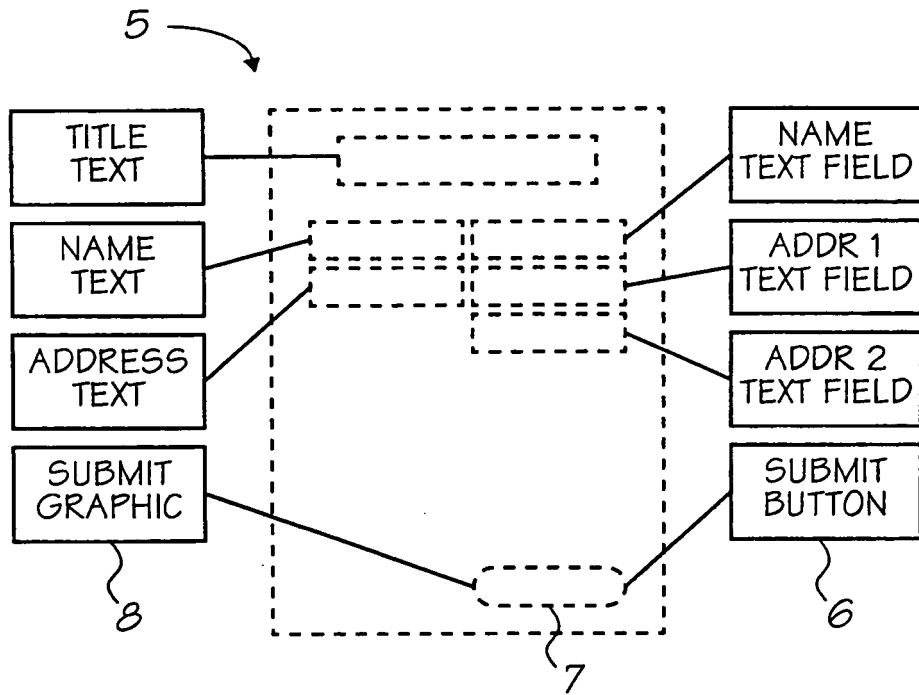 5
TITLE
TEXT
NAME
TEXT
ADDRESS
TEXT
SUBMIT
GRAPHIC
8
NAME
TEXT FIELD
ADDR 1
TEXT FIELD
ADDR 2
TEXT FIELD
SUBMIT
BUTTON
6
7